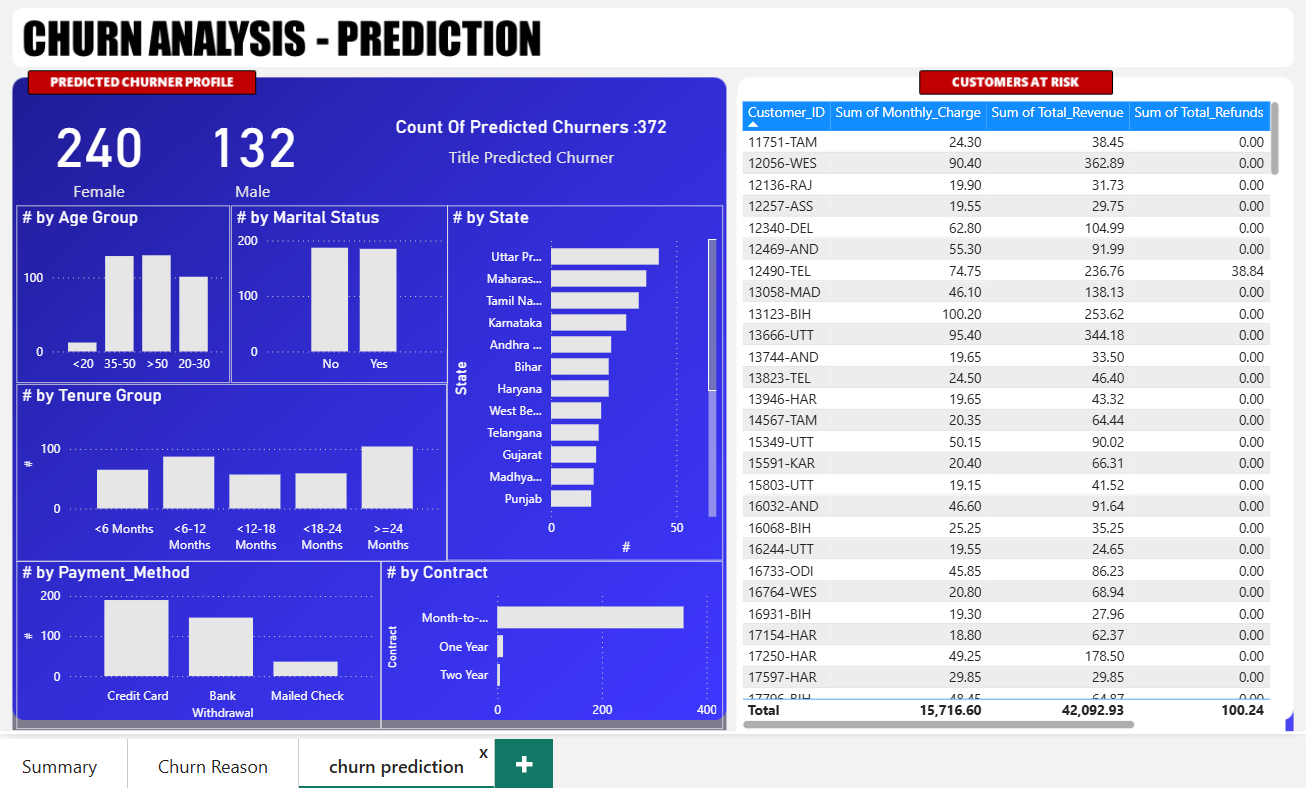 CHURN ANALYSIS - PREDICTION
PREDICTED CHURNER PROFILE
240
Female
132
Male
Count Of Predicted Churners :372
Title Predicted Churner
# by Age Group
100
0
<20 35-50 >50 20-30
# by Marital Status
200
100
0
No Yes
# by State
State
Uttar Pr...
Maharas...
Tamil Na...
Karnataka
Andhra ...
Bihar
Haryana
West Be...
Telangana
Gujarat
Madhya...
Punjab
0 50
#
# by Tenure Group
#
100
0
<6 Months <6-12 Months <12-18 Months <18-24 Months >=24 Months
# by Payment_Method
#
200
100
0
Credit Card Bank Withdrawal Mailed Check
# by Contract
Contract
Month-to-...
One Year
Two Year
0 200 400
CUSTOMERS AT RISK
Customer_ID Sum of Monthly_Charge Sum of Total_Revenue Sum of Total_Refunds
11751-TAM 24.30 38.45 0.00
12056-WES 90.40 362.89 0.00
12136-RAJ 19.90 31.73 0.00
12257-ASS 19.55 29.75 0.00
12340-DEL 62.80 104.99 0.00
12469-AND 55.30 91.99 0.00
12490-TEL 74.75 236.76 38.84
13058-MAD 46.10 138.13 0.00
13123-BIH 100.20 253.62 0.00
13666-UTT 95.40 344.18 0.00
13744-AND 19.65 33.50 0.00
13823-TEL 24.50 46.40 0.00
13946-HAR 19.65 43.32 0.00
14567-TAM 20.35 64.44 0.00
15349-UTT 50.15 90.02 0.00
15591-KAR 20.40 66.31 0.00
15803-UTT 19.15 41.52 0.00
16032-AND 46.60 91.64 0.00
16068-BIH 25.25 35.25 0.00
16244-UTT 19.55 24.65 0.00
16733-ODI 45.85 86.23 0.00
16764-WES 20.80 68.94 0.00
16931-BIH 19.30 27.96 0.00
17154-HAR 18.80 62.37 0.00
17250-HAR 49.25 178.50 0.00
17597-HAR 29.85 29.85 0.00
17796-BIH 48.45 64.87 0.00
Total 15,716.60 42,092.93 100.24
Summary
Churn Reason
churn prediction
x
+